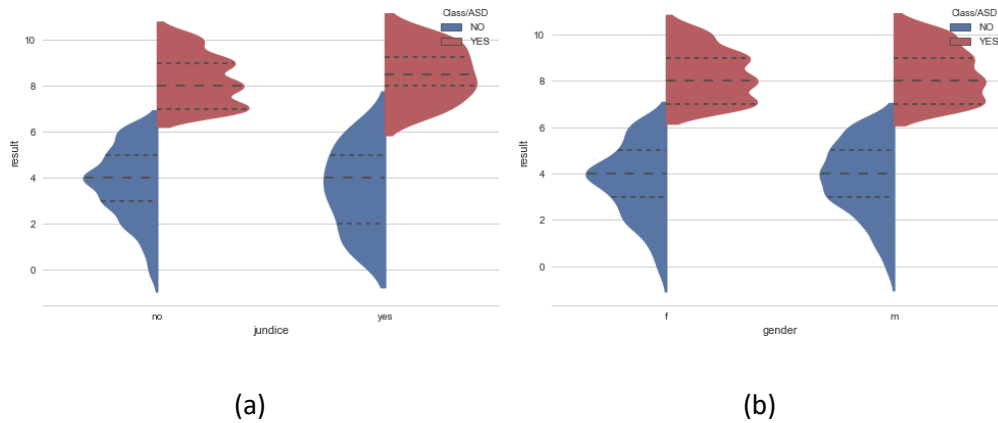 Class/ASD
NO
YES
10
8
6
4
2
0
result
no
yes
jundice
(a)
Class/ASD
NO
YES
10
8
6
4
2
0
result
f
m
gender
(b)